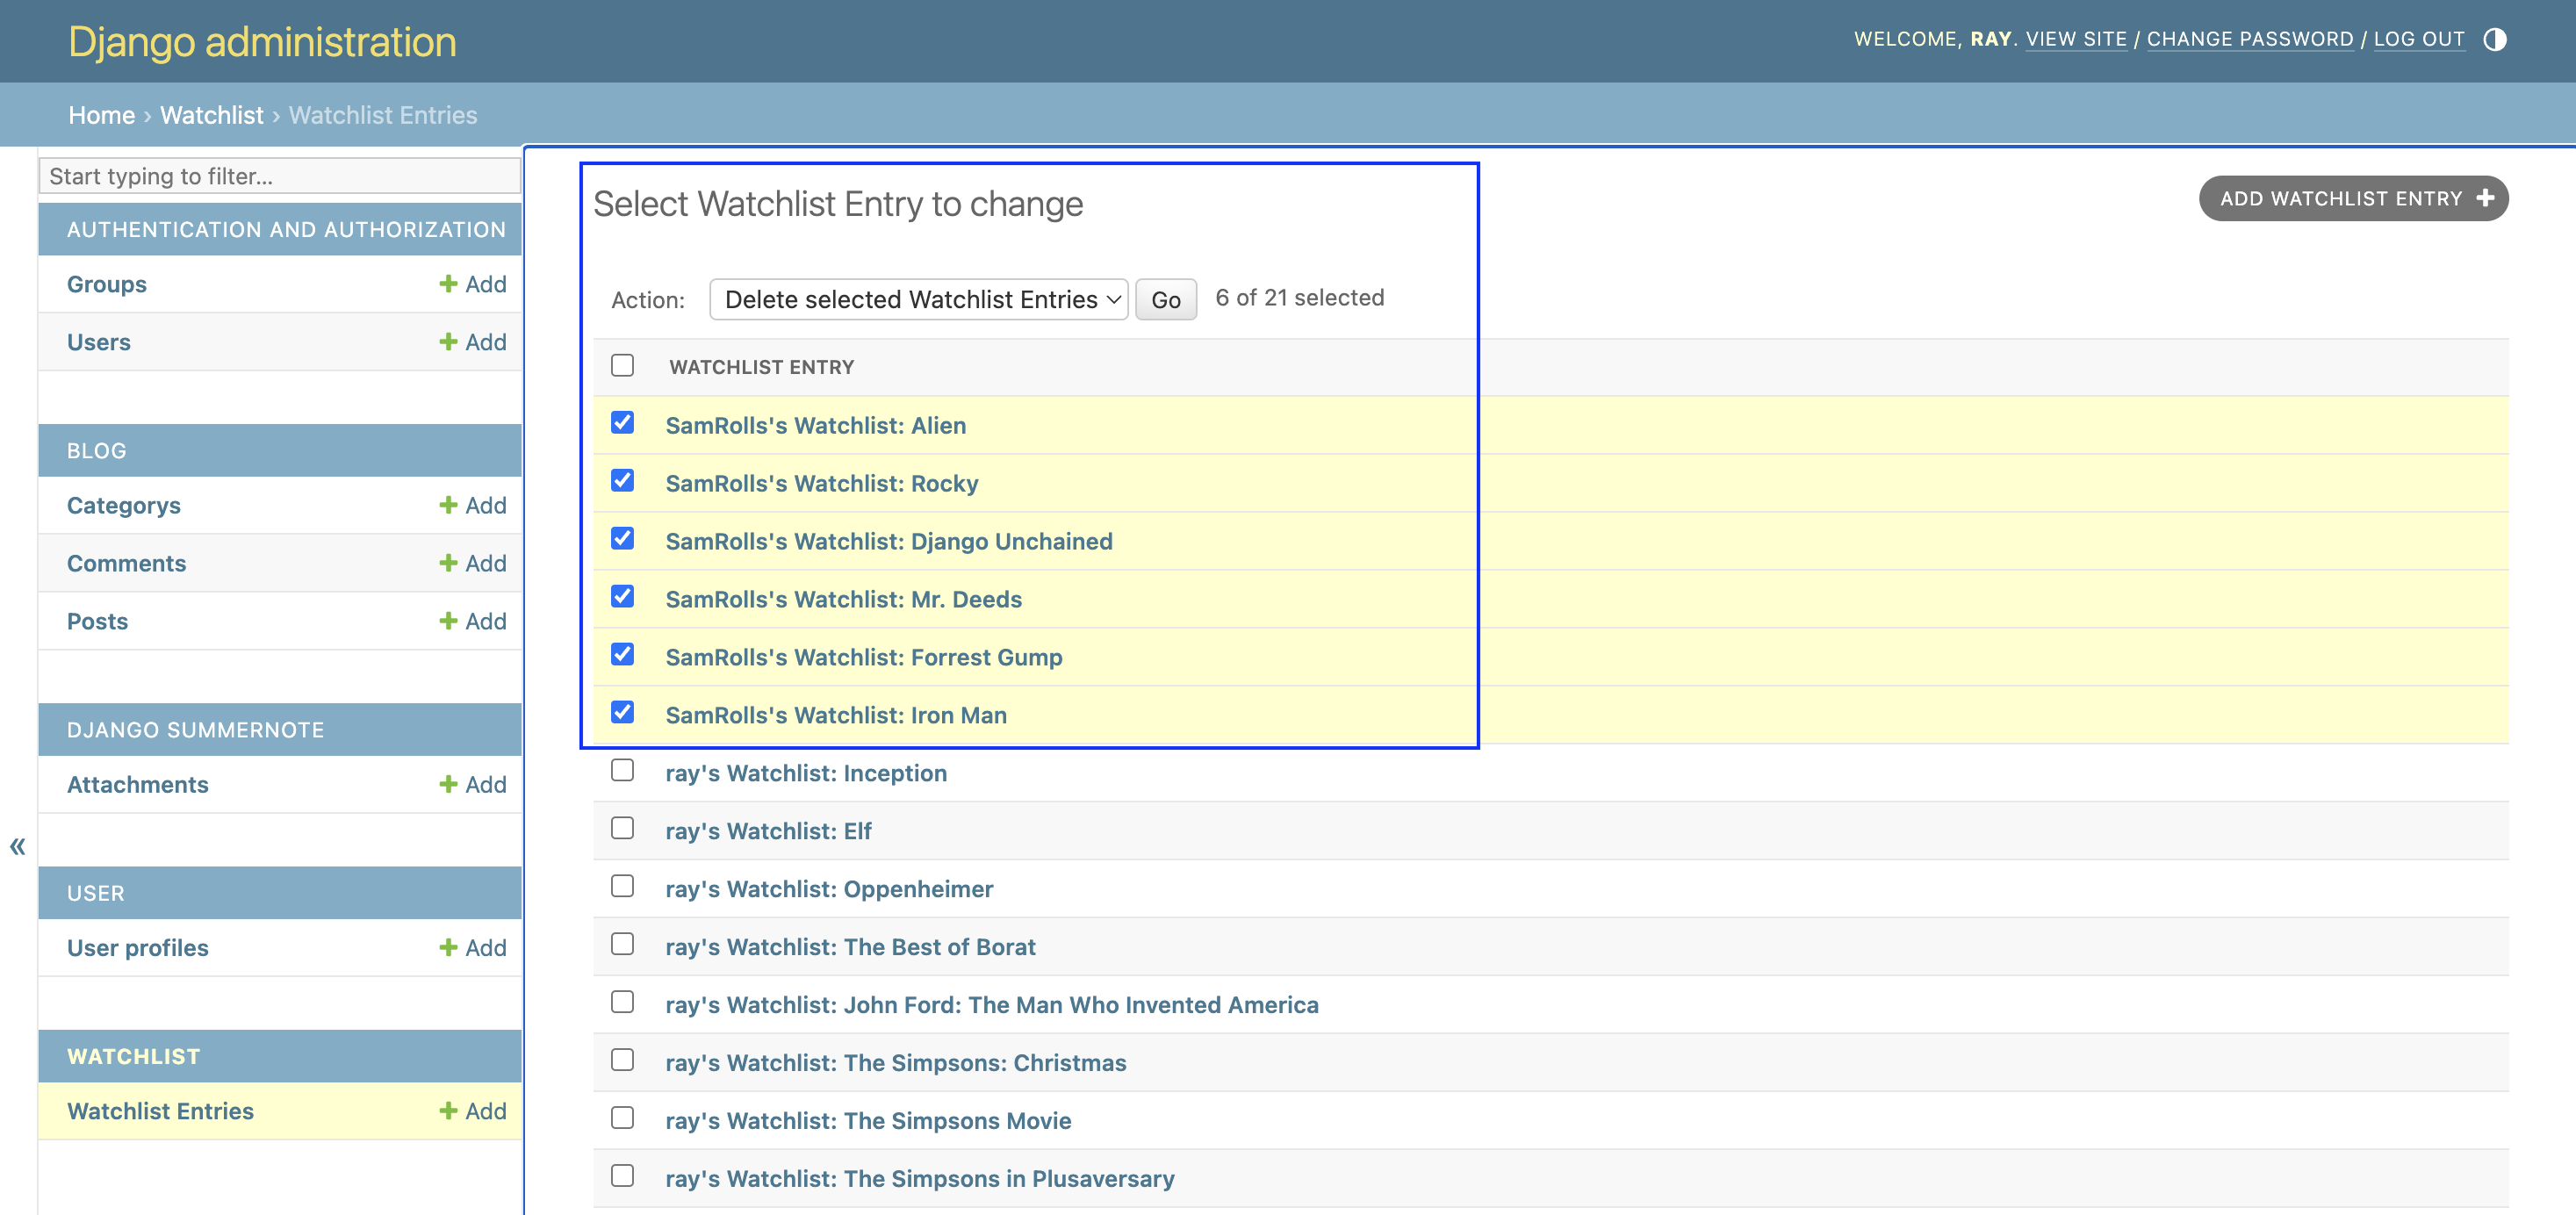 Django administration
WELCOME, RAY. VIEW SITE / CHANGE PASSWORD / LOG OUT
Home › Watchlist › Watchlist Entries
Start typing to filter...
AUTHENTICATION AND AUTHORIZATION
Groups + Add
Users + Add
BLOG
Categorys + Add
Comments + Add
Posts + Add
DJANGO SUMMERNOTE
Attachments + Add
USER
User profiles + Add
WATCHLIST
Watchlist Entries + Add
«
Select Watchlist Entry to change
ADD WATCHLIST ENTRY +
Action: Delete selected Watchlist Entries Go 6 of 21 selected
WATCHLIST ENTRY
SamRolls's Watchlist: Alien
SamRolls's Watchlist: Rocky
SamRolls's Watchlist: Django Unchained
SamRolls's Watchlist: Mr. Deeds
SamRolls's Watchlist: Forrest Gump
SamRolls's Watchlist: Iron Man
ray's Watchlist: Inception
ray's Watchlist: Elf
ray's Watchlist: Oppenheimer
ray's Watchlist: The Best of Borat
ray's Watchlist: John Ford: The Man Who Invented America
ray's Watchlist: The Simpsons: Christmas
ray's Watchlist: The Simpsons Movie
ray's Watchlist: The Simpsons in Plusaversary